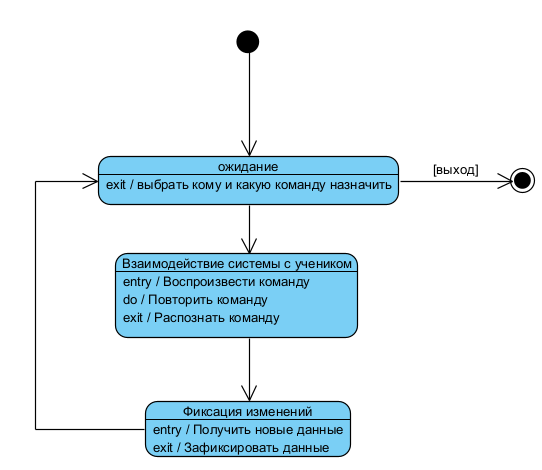 ожидание
exit / выбрать кому и какую команду назначить
[выход]
Взаимодействие системы с учеником
entry / Воспроизвести команду
do / Повторить команду
exit / Распознать команду
Фиксация изменений
entry / Получить новые данные
exit / Зафиксировать данные